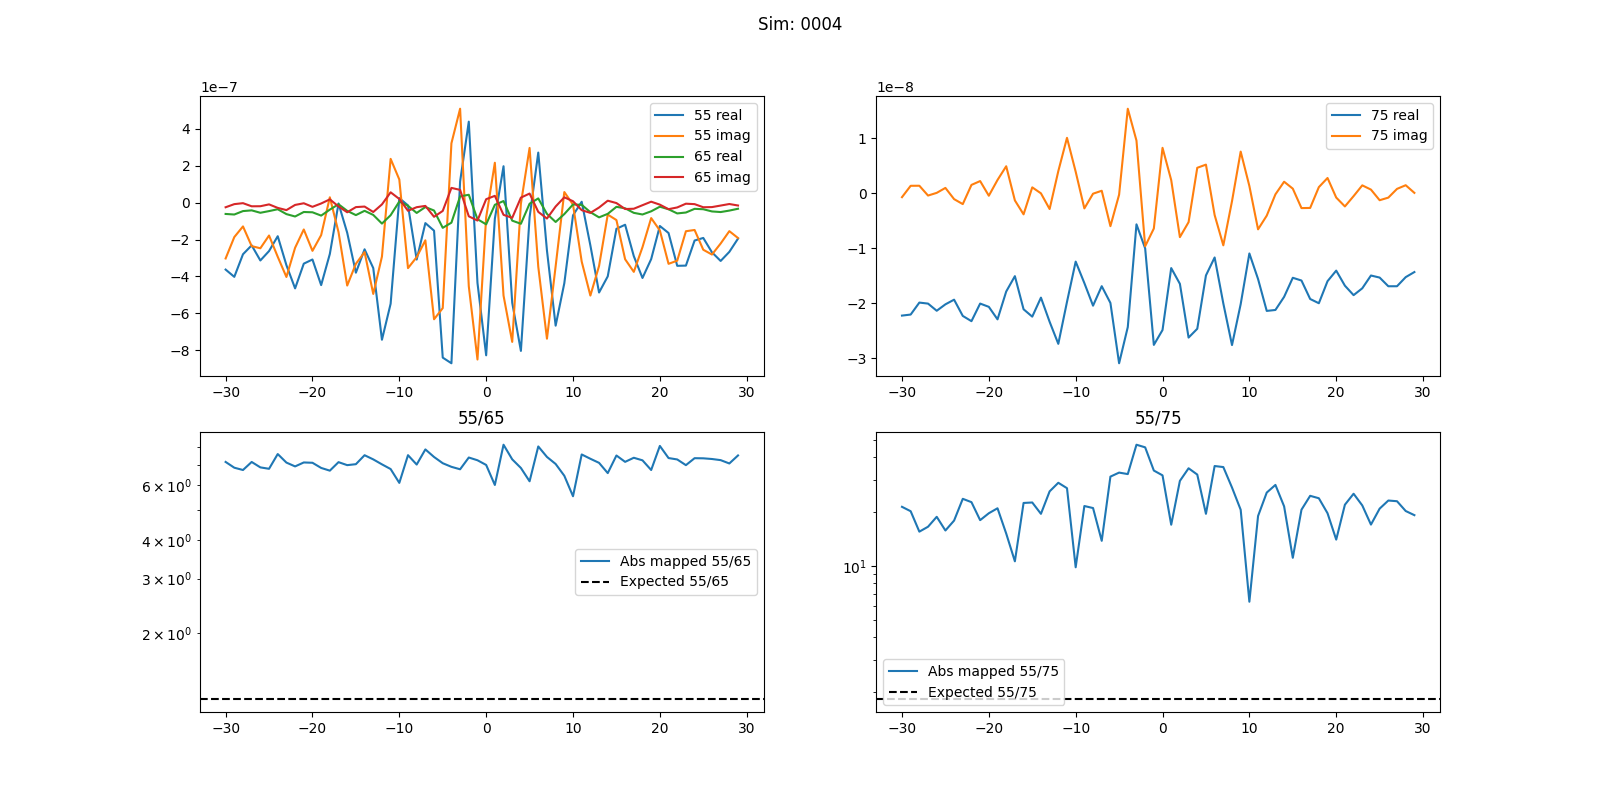 Sim: 0004
1e−7
55 real
55 imag
65 real
65 imag
4
2
0
−2
−4
−6
−8
−30
−20
−10
0
10
20
30
1e−8
75 real
75 imag
1
0
−1
−2
−3
−30
−20
−10
0
10
20
30
55/65
6 × 10⁰
4 × 10⁰
3 × 10⁰
2 × 10⁰
Abs mapped 55/65
Expected 55/65
−30
−20
−10
0
10
20
30
55/75
10¹
Abs mapped 55/75
Expected 55/75
−30
−20
−10
0
10
20
30